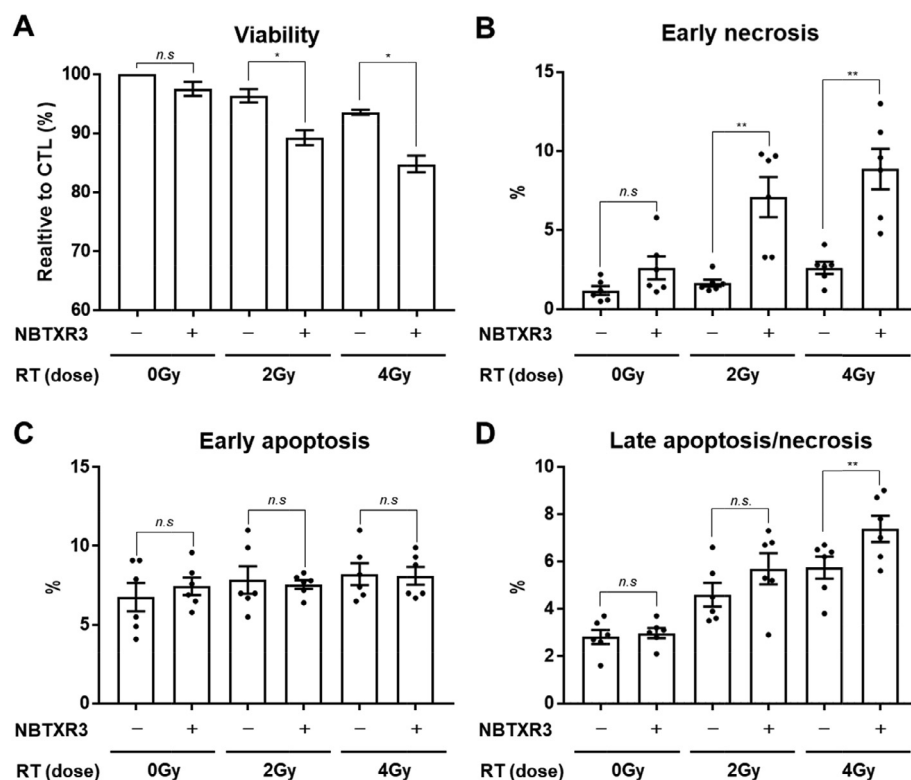 A
Viability
n.s
*
*
Realtive to CTL (%)
100
90
80
70
60
NBTXR3
− + − + − +
RT (dose)
0Gy 2Gy 4Gy
B
Early necrosis
n.s
**
**
%
15
10
5
0
NBTXR3
− + − + − +
RT (dose)
0Gy 2Gy 4Gy
C
Early apoptosis
n.s
n.s
n.s
%
15
10
5
0
NBTXR3
− + − + − +
RT (dose)
0Gy 2Gy 4Gy
D
Late apoptosis/necrosis
n.s
n.s.
**
%
10
8
6
4
2
0
NBTXR3
− + − + − +
RT (dose)
0Gy 2Gy 4Gy